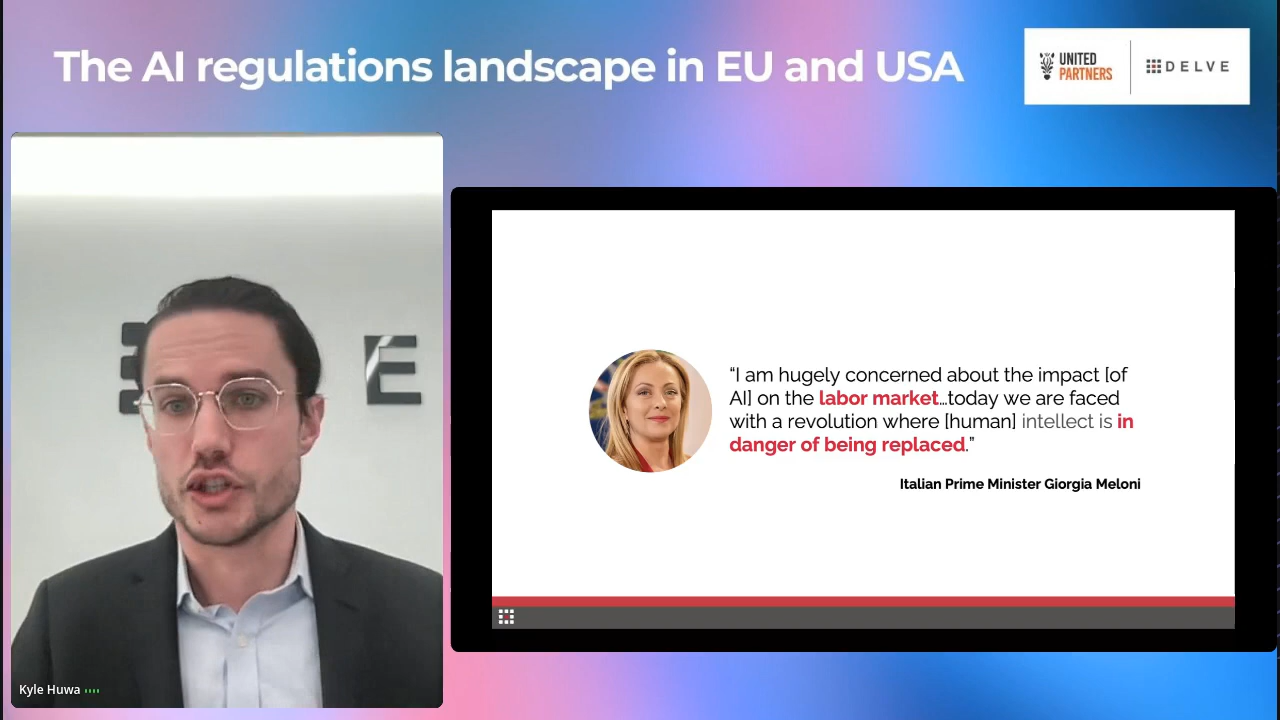 The AI regulations landscape in EU and USA
UNITED
PARTNERS
DELVE
E
“I am hugely concerned about the impact [of
AI] on the labor market…today we are faced
with a revolution where [human] intellect is in
danger of being replaced.”
Italian Prime Minister Giorgia Meloni
Kyle Huwa